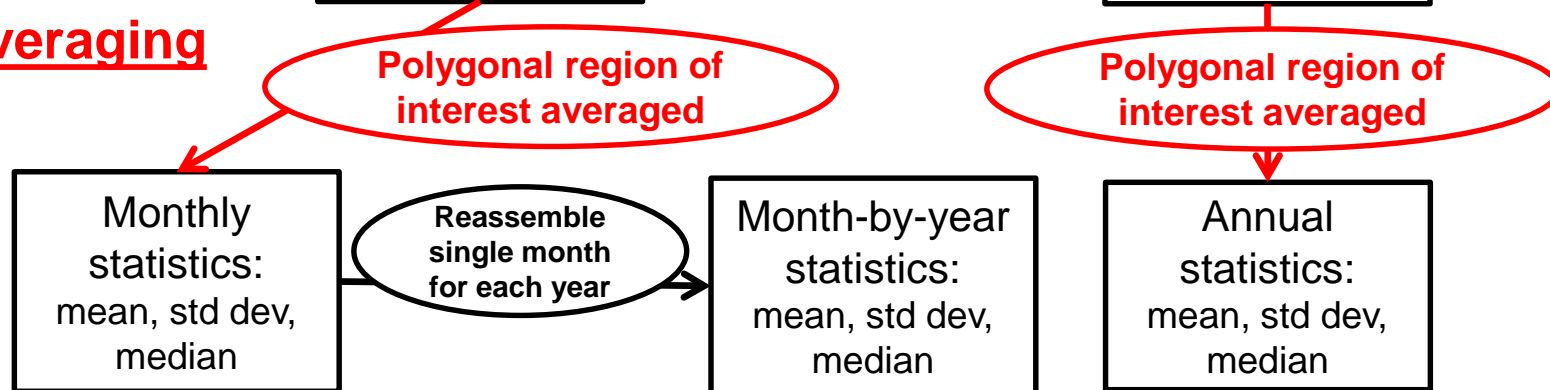 veraging
Polygonal region of
interest averaged
Polygonal region of
interest averaged
Monthly
statistics:
mean, std dev,
median
Reassemble
single month
for each year
Month-by-year
statistics:
mean, std dev,
median
Annual
statistics:
mean, std dev,
median